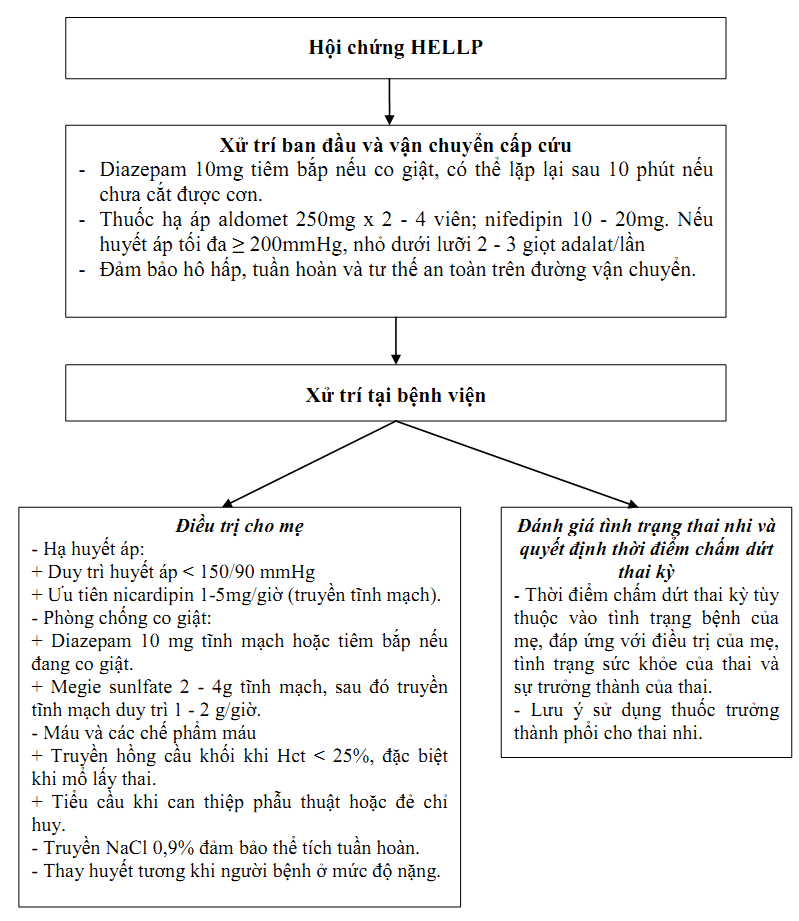 Hội chứng HELLP
Xử trí ban đầu và vận chuyển cấp cứu
- Diazepam 10mg tiêm bắp nếu co giật, có thể lặp lại sau 10 phút nếu
chưa cắt được cơn.
- Thuốc hạ áp aldomet 250mg x 2 - 4 viên; nifedipin 10 - 20mg. Nếu
huyết áp tối đa ≥ 200mmHg, nhỏ dưới lưỡi 2 - 3 giọt adalat/lần
- Đảm bảo hô hấp, tuần hoàn và tư thế an toàn trên đường vận chuyển.
Xử trí tại bệnh viện
Điều trị cho mẹ
- Hạ huyết áp:
+ Duy trì huyết áp < 150/90 mmHg
+ Ưu tiên nicardipin 1-5mg/giờ (truyền tĩnh mạch).
- Phòng chống co giật:
+ Diazepam 10 mg tĩnh mạch hoặc tiêm bắp nếu
đang co giật.
+ Megie sunlfate 2 - 4g tĩnh mạch, sau đó truyền
tĩnh mạch duy trì 1 - 2 g/giờ.
- Máu và các chế phẩm máu
+ Truyền hồng cầu khối khi Hct < 25%, đặc biệt
khi mổ lấy thai.
+ Tiểu cầu khi can thiệp phẫu thuật hoặc đẻ chỉ
huy.
- Truyền NaCl 0,9% đảm bảo thể tích tuần hoàn.
- Thay huyết tương khi người bệnh ở mức độ nặng.
Đánh giá tình trạng thai nhi và
quyết định thời điểm chấm dứt
thai kỳ
- Thời điểm chấm dứt thai kỳ tùy
thuộc vào tình trạng bệnh của
mẹ, đáp ứng với điều trị của mẹ,
tình trạng sức khỏe của thai và
sự trưởng thành của thai.
- Lưu ý sử dụng thuốc trưởng
thành phổi cho thai nhi.